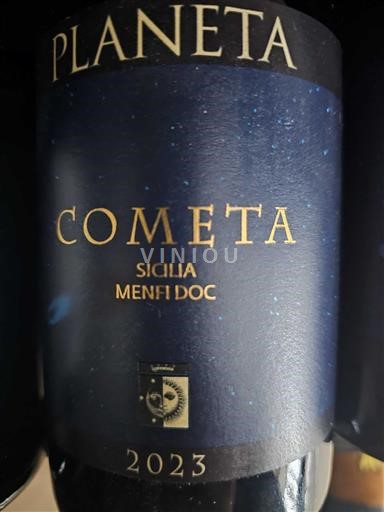 PLANETA
COMETA
VINIOU
SICILIA
MENFI DOC
2023